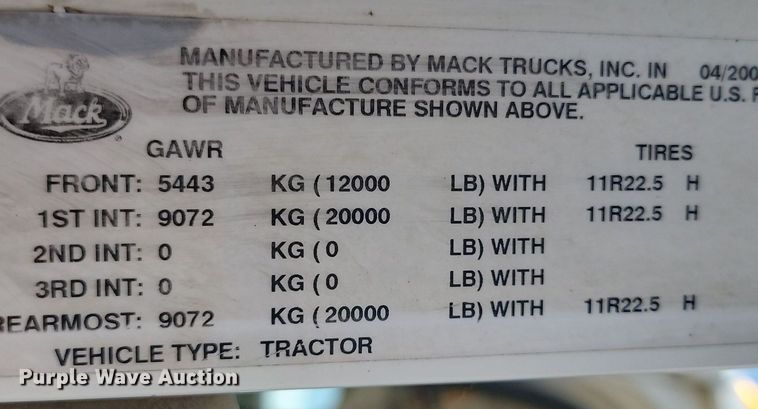 MANUFACTURED BY MACK TRUCKS, INC. IN 04/200
THIS VEHICLE CONFORMS TO ALL APPLICABLE U.S. F
OF MANUFACTURE SHOWN ABOVE.
Mack
GAWR TIRES
FRONT: 5443 KG ( 12000 LB) WITH 11R22.5 H
1ST INT: 9072 KG ( 20000 LB) WITH 11R22.5 H
2ND INT: 0 KG ( 0 LB) WITH
3RD INT: 0 KG ( 0 LB) WITH
REARMOST: 9072 KG ( 20000 LB) WITH 11R22.5 H
VEHICLE TYPE: TRACTOR
Purple Wave Auction